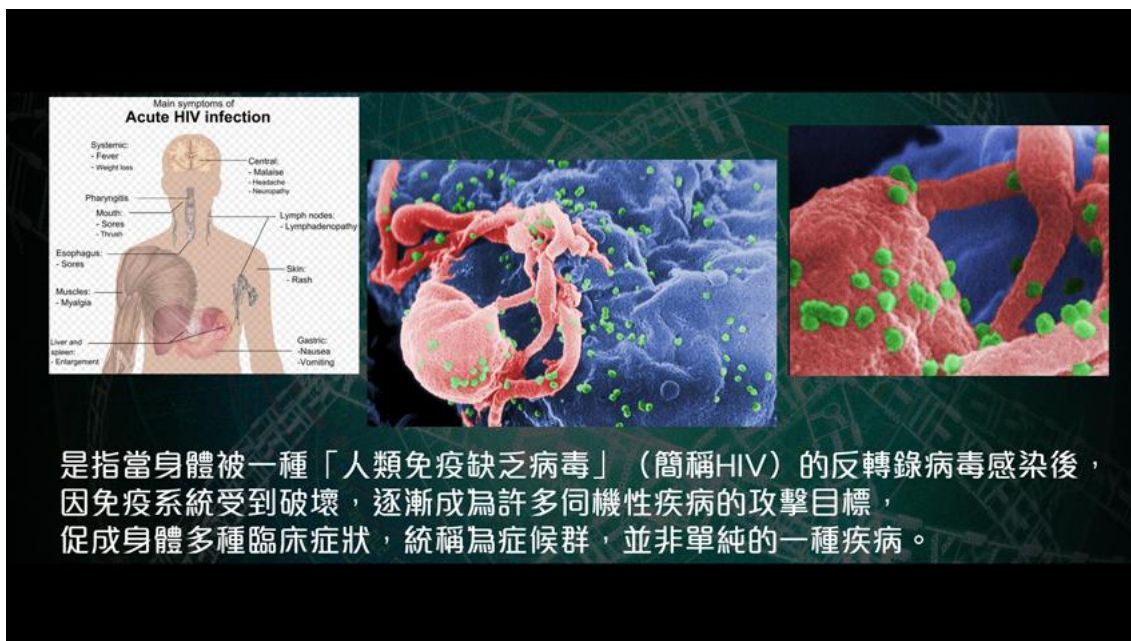 Main symptoms of
Acute HIV infection
Systemic:
- Fever
- Weight loss
Central:
- Malaise
- Headache
- Neuropathy
Pharyngitis
Mouth:
- Sores
- Thrush
Lymph nodes:
- Lymphadenopathy
Esophagus:
- Sores
Skin:
- Rash
Muscles:
- Myalgia
Liver and
spleen:
- Enlargement
Gastric:
-Nausea
-Vomiting
是指當身體被一種「人類免疫缺乏病毒」（簡稱HIV）的反轉錄病毒感染後，
因免疫系統受到破壞，逐漸成為許多伺機性疾病的攻擊目標，
促成身體多種臨床症狀，統稱為症候群，並非單純的一種疾病。